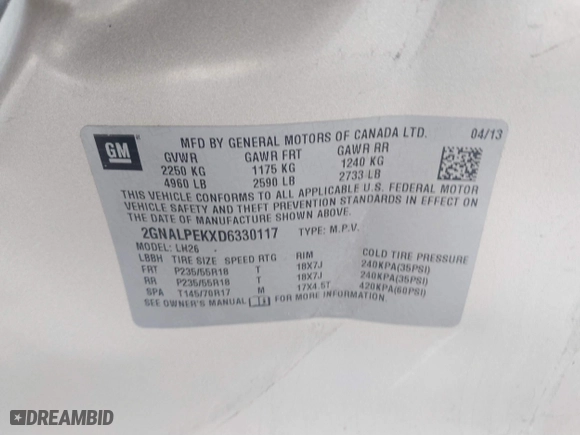 GM
MFD BY GENERAL MOTORS OF CANADA LTD. 04/13
GVWR GAWR FRT GAWR RR
2250 KG 1175 KG 1240 KG
4960 LB 2590 LB 2733 LB
THIS VEHICLE CONFORMS TO ALL APPLICABLE U.S. FEDERAL MOTOR
VEHICLE SAFETY AND THEFT PREVENTION STANDARDS IN EFFECT ON
THE DATE OF MANUFACTURE SHOWN ABOVE.
2GNALPEKXD6330117 TYPE: M.P.V.
MODEL: LH26
LBBH TIRE SIZE SPEED RTG RIM COLD TIRE PRESSURE
FRT P235/55R18 T 18X7J 240KPA(35PSI)
RR P235/55R18 T 18X7J 240KPA(35PSI)
SPA T145/70R17 M 17X4.5T 420KPA(60PSI)
SEE OWNER'S MANUAL FOR MORE INFORMATION.
DREAMBID